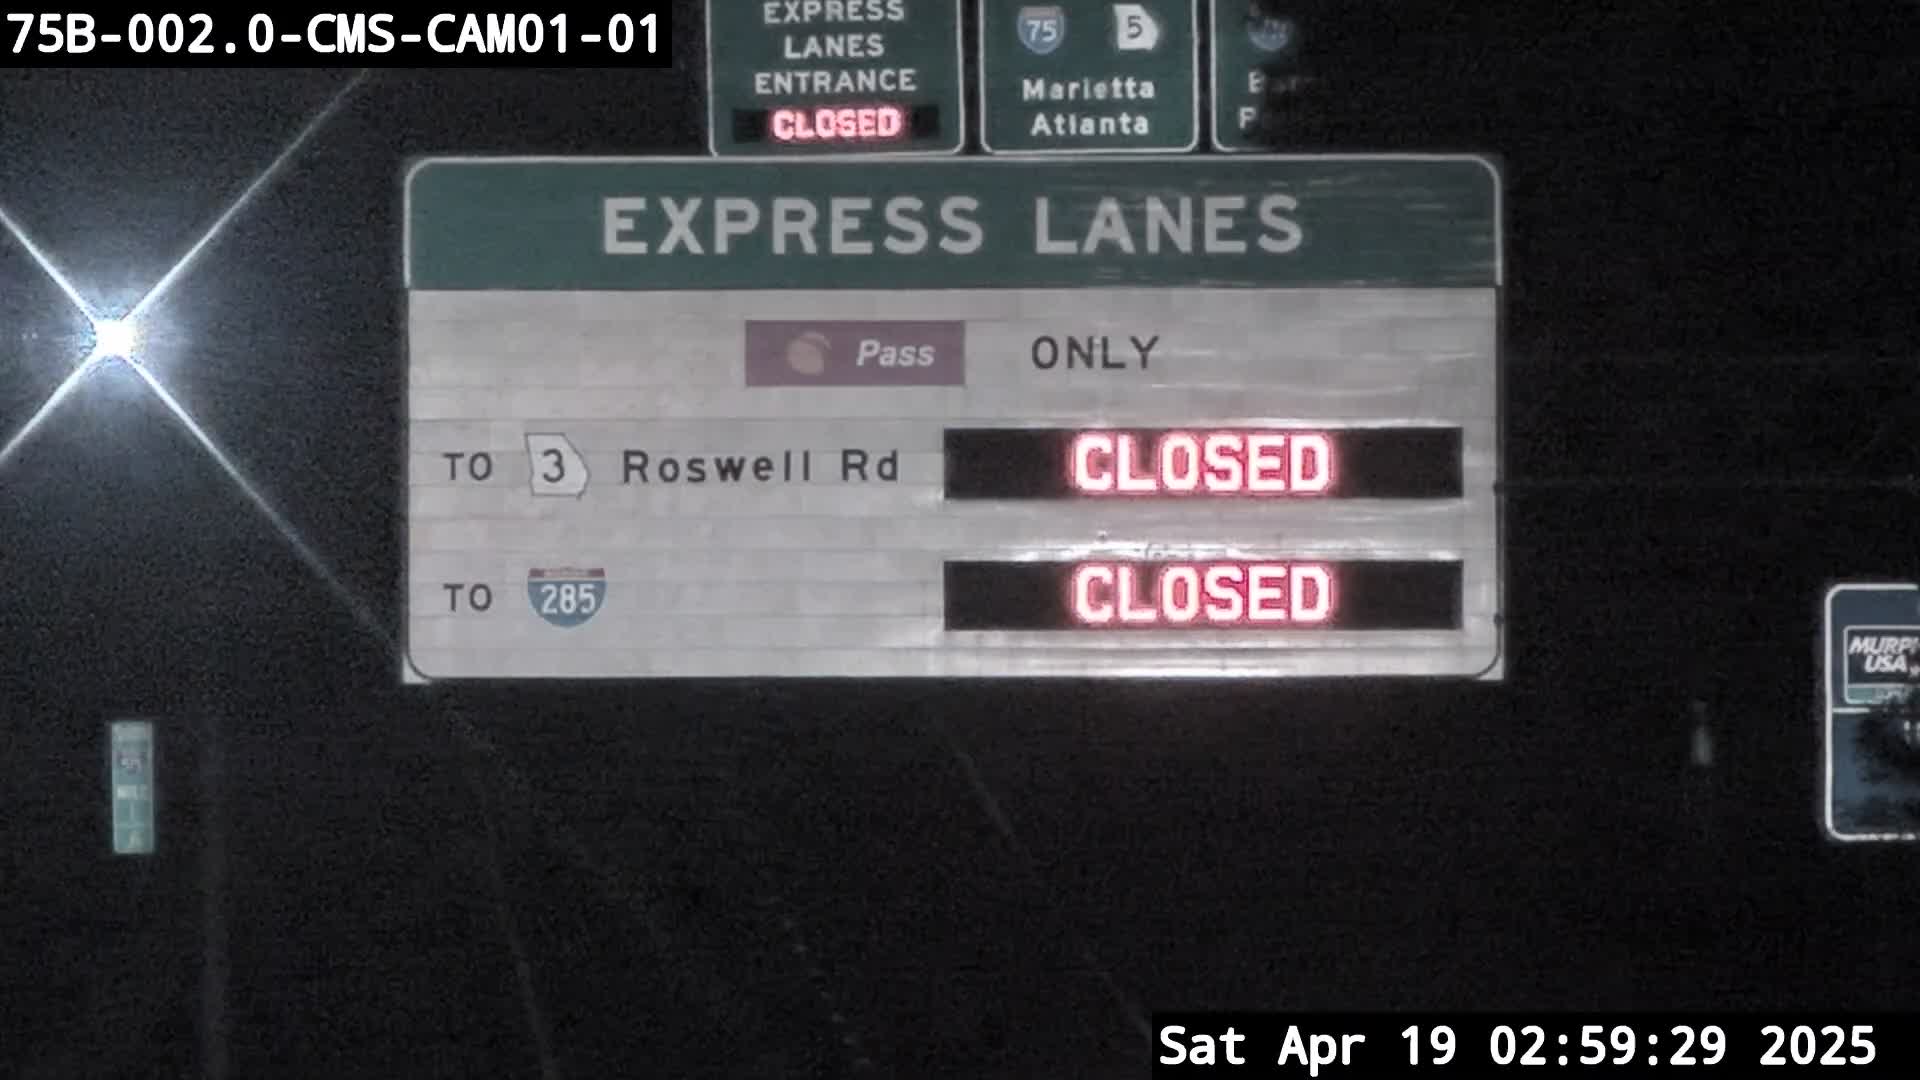 75B-002.0-CMS-CAM01-01
EXPRESS
LANES
ENTRANCE
CLOSED
75 5
Marietta
Atlanta
EXPRESS LANES
Pass ONLY
TO 3 Roswell Rd CLOSED
TO 285 CLOSED
USA
Sat Apr 19 02:59:29 2025